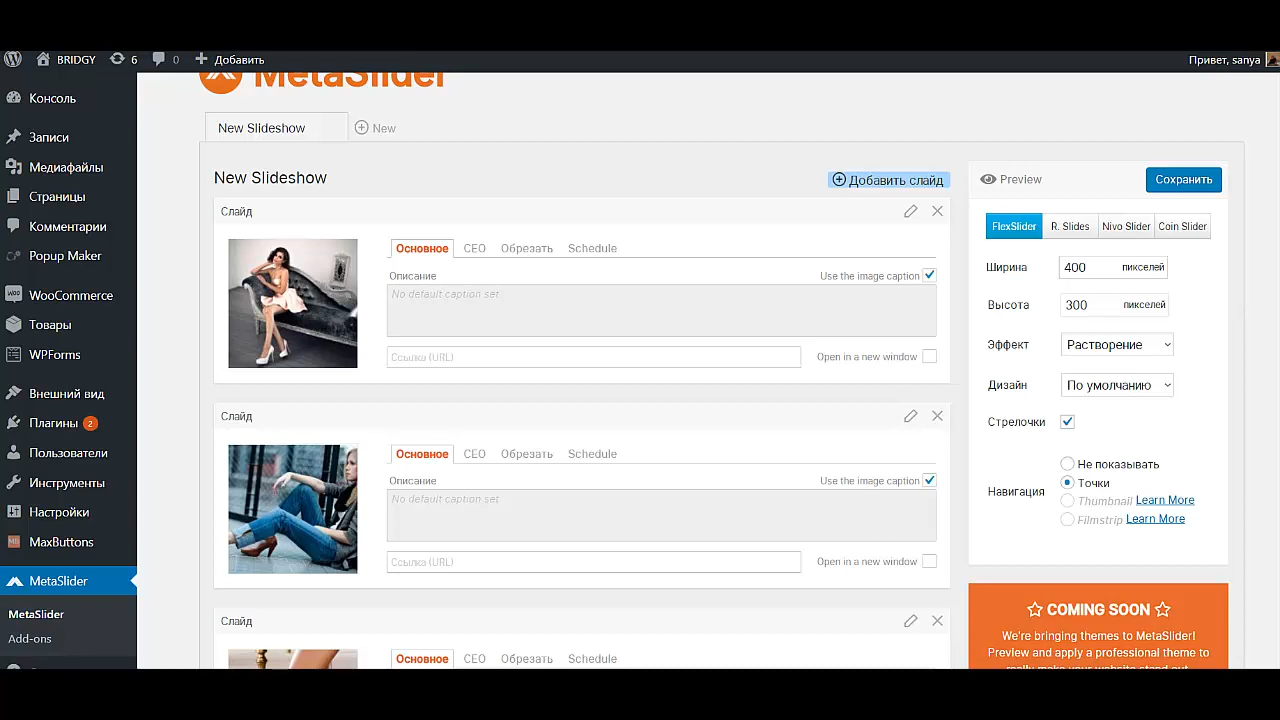 BRIDGY 6 0 Добавить Привет, sanya
MetaSlider
Консоль
Записи
Медиафайлы
Страницы
Комментарии
Popup Maker
WooCommerce
Товары
WPForms
Внешний вид
Плагины 2
Пользователи
Инструменты
Настройки
MaxButtons
MetaSlider
MetaSlider
Add-ons
New Slideshow New
New Slideshow Добавить слайд
Слайд
Основное СЕО Обрезать Schedule
Описание Use the image caption
No default caption set
Ссылка (URL) Open in a new window
Слайд
Основное СЕО Обрезать Schedule
Описание Use the image caption
No default caption set
Ссылка (URL) Open in a new window
Слайд
Основное СЕО Обрезать Schedule
Preview Сохранить
FlexSlider R. Slides Nivo Slider Coin Slider
Ширина 400 пикселей
Высота 300 пикселей
Эффект Растворение
Дизайн По умолчанию
Стрелочки
Навигация
Не показывать
Точки
Thumbnail Learn More
Filmstrip Learn More
COMING SOON
We're bringing themes to MetaSlider!
Preview and apply a professional theme to
really make your website stand out